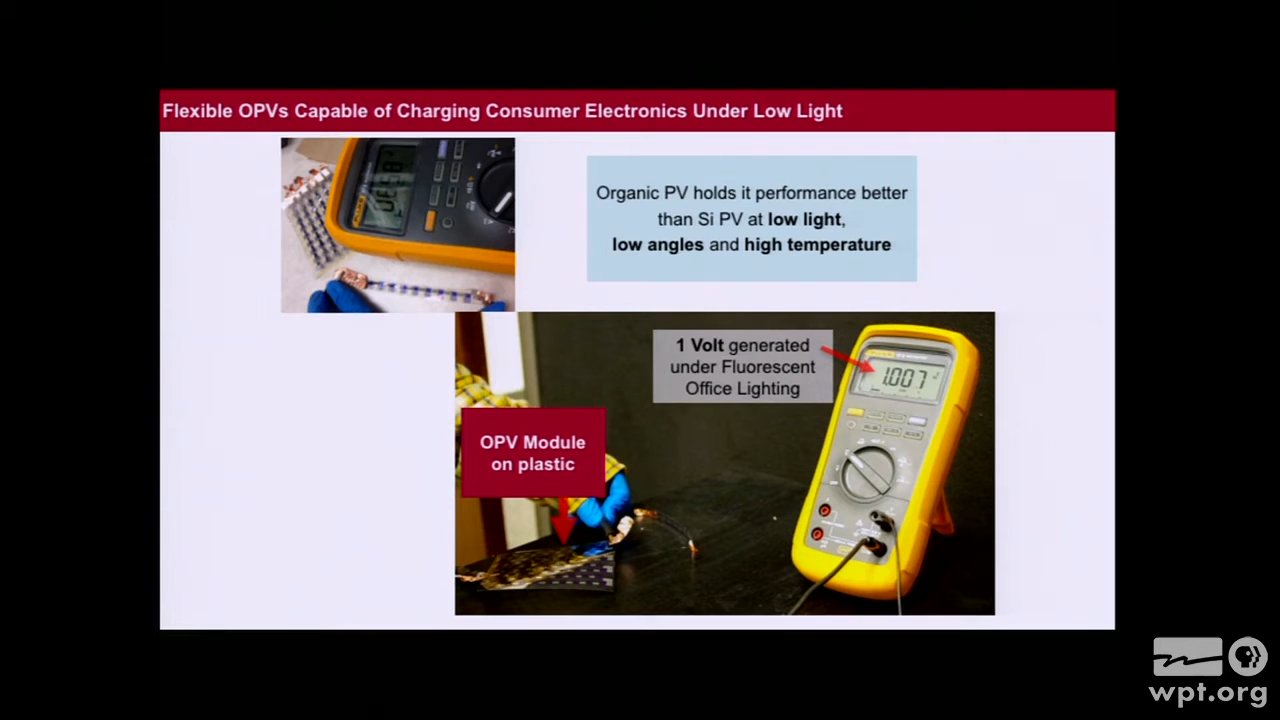 Flexible OPVs Capable of Charging Consumer Electronics Under Low Light
Organic PV holds it performance better
than Si PV at low light,
low angles and high temperature
1 Volt generated
under Fluorescent
Office Lighting
1.007
OPV Module
on plastic
wpt.org